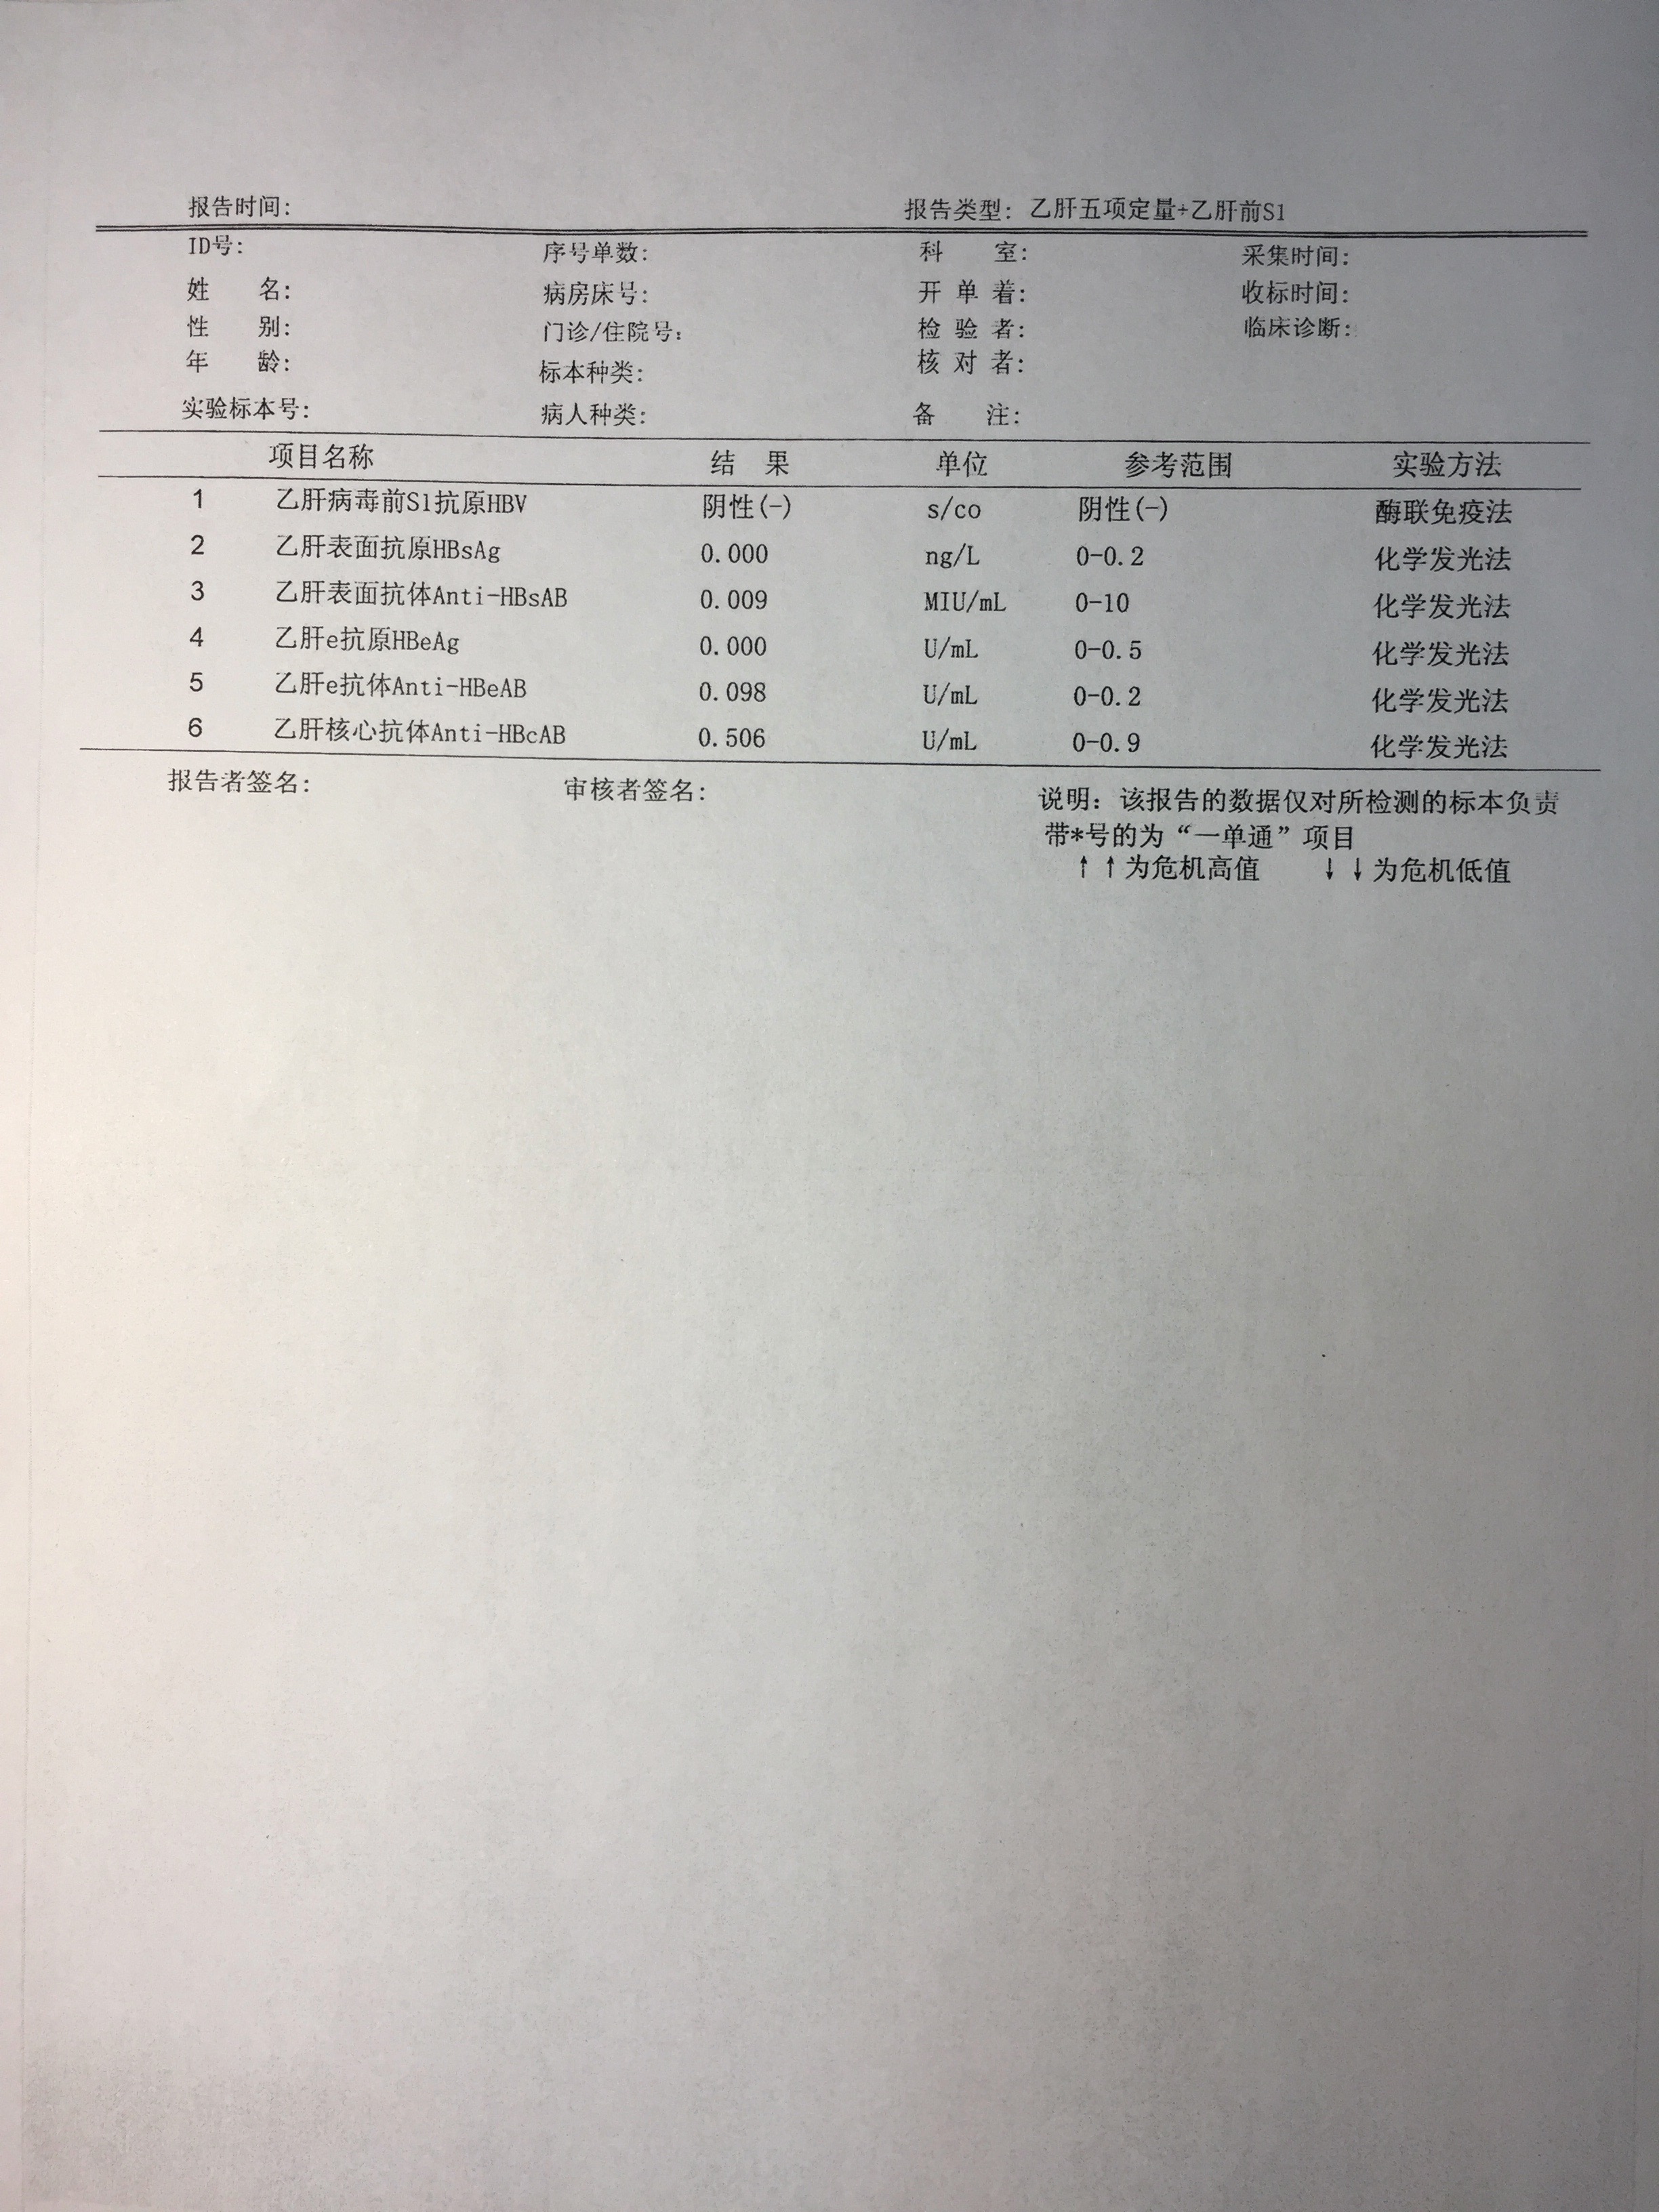 报告时间: 报告类型: 乙肝五项定量+乙肝前S1
ID号: 序号单数: 科 室: 采集时间:
姓 名: 病房床号: 开 单 着: 收标时间:
性 别: 门诊/住院号: 检 验 者: 临床诊断:
年 龄: 标本种类: 核 对 者:
实验标本号: 病人种类: 备 注:
项目名称 结 果 单位 参考范围 实验方法
1 乙肝病毒前S1抗原HBV 阴性(-) s/co 阴性(-) 酶联免疫法
2 乙肝表面抗原HBsAg 0.000 ng/L 0-0.2 化学发光法
3 乙肝表面抗体Anti-HBsAB 0.009 MIU/mL 0-10 化学发光法
4 乙肝e抗原HBeAg 0.000 U/mL 0-0.5 化学发光法
5 乙肝e抗体Anti-HBeAB 0.098 U/mL 0-0.2 化学发光法
6 乙肝核心抗体Anti-HBcAB 0.506 U/mL 0-0.9 化学发光法
报告者签名: 审核者签名: 说明: 该报告的数据仅对所检测的标本负责
带*号的为“一单通”项目
↑↑为危机高值 ↓↓为危机低值